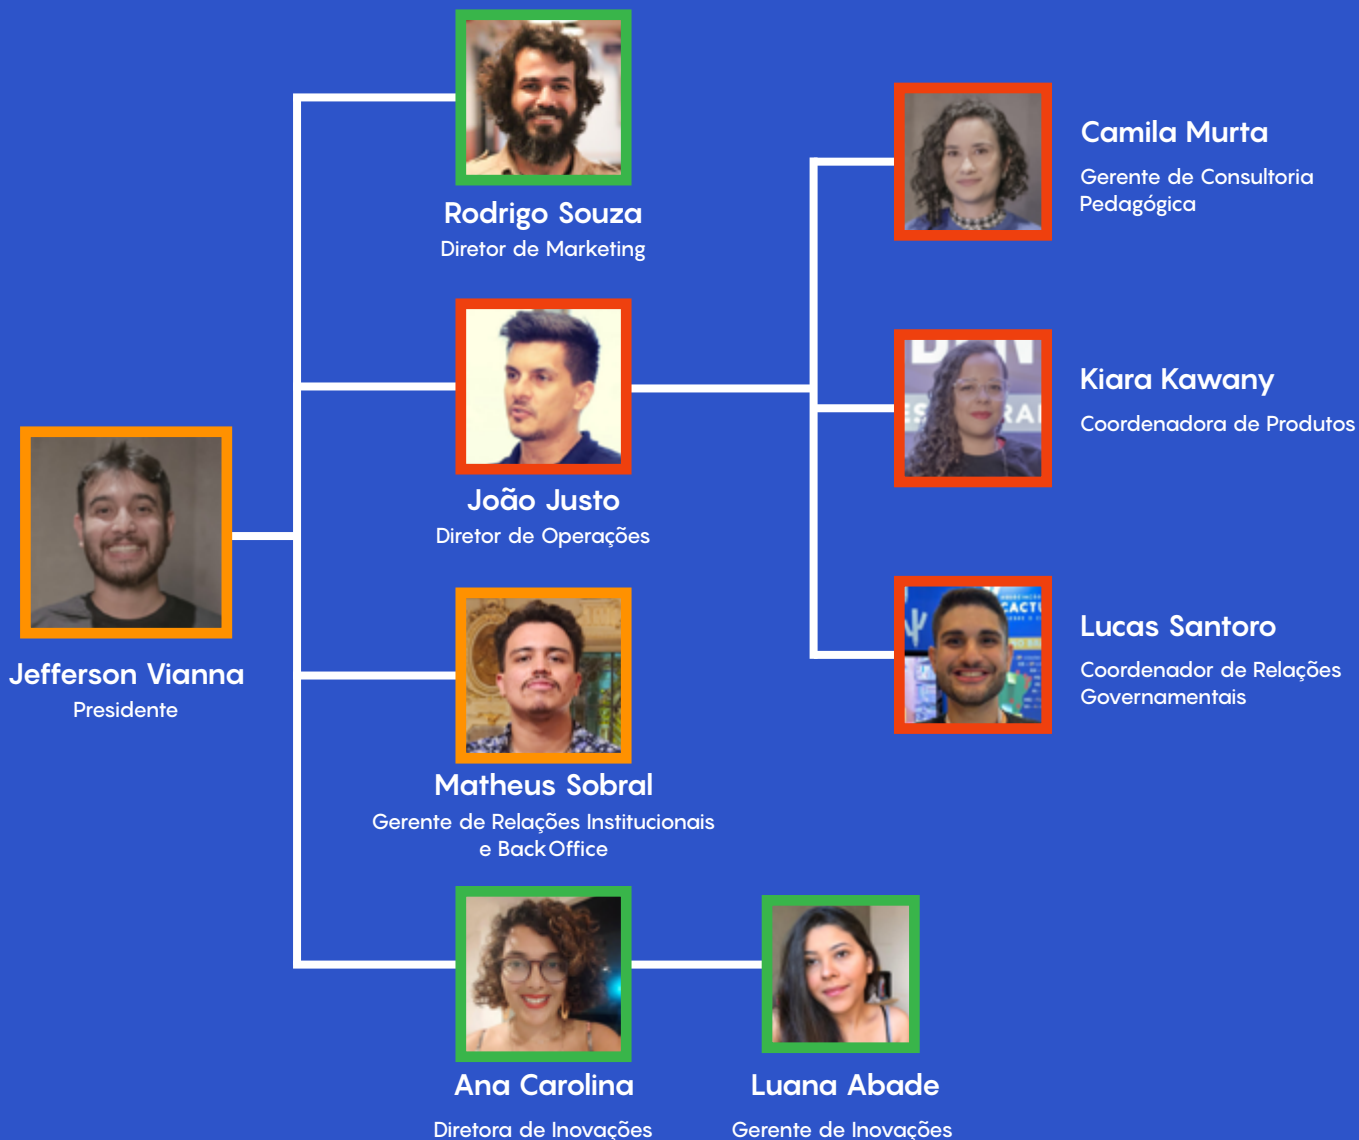 Rodrigo Souza
Diretor de Marketing
João Justo
Diretor de Operações
Jefferson Vianna
Presidente
Matheus Sobral
Gerente de Relações Institucionais
e BackOffice
Ana Carolina
Diretora de Inovações
Luana Abade
Gerente de Inovações
Camila Murta
Gerente de Consultoria
Pedagógica
Kiara Kawany
Coordenadora de Produtos
Lucas Santoro
Coordenador de Relações
Governamentais